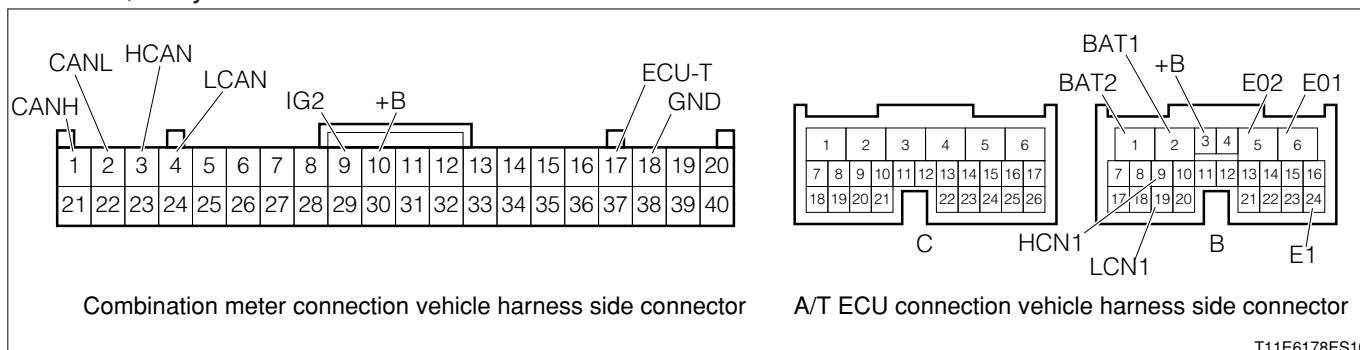 CANH CANL HCAN LCAN IG2 +B ECU-T GND
1 2 3 4 5 6 7 8 9 10 11 12 13 14 15 16 17 18 19 20
21 22 23 24 25 26 27 28 29 30 31 32 33 34 35 36 37 38 39 40
Combination meter connection vehicle harness side connector
1 2 3 4 5 6
7 8 9 10 11 12 13 14 15 16 17
18 19 20 21 22 23 24 25 26
C
BAT2 BAT1 +B E02 E01
1 2 3 4 5 6
7 8 9 10 11 12 13 14 15 16
17 18 19 20 21 22 23 24
HCN1 LCN1 B E1
A/T ECU connection vehicle harness side connector